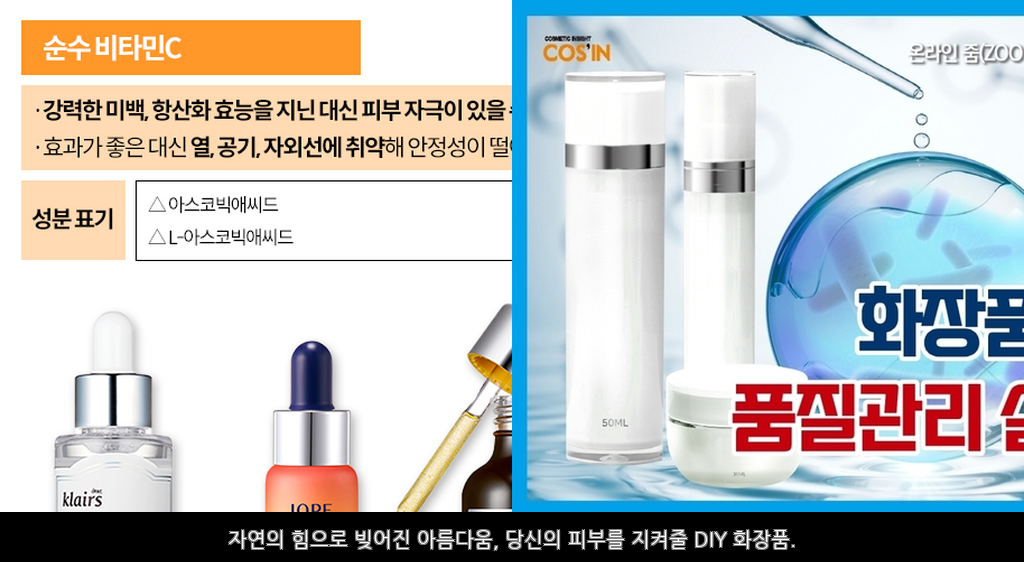 순수 비타민C
· 강력한 미백, 항산화 효능을 지닌 대신 피부 자극이 있을
· 효과가 좋은 대신 열, 공기, 자외선에 취약해 안정성이
성분 표기
△ 아스코빅애씨드
△ L-아스코빅애씨드
dear,
klairs
IOPE
COSMETIC INSIGHT
COS'IN
온라인 줌(ZOO
50ML
화장품
품질관리
자연의 힘으로 빚어진 아름다움, 당신의 피부를 지켜줄 DIY 화장품.